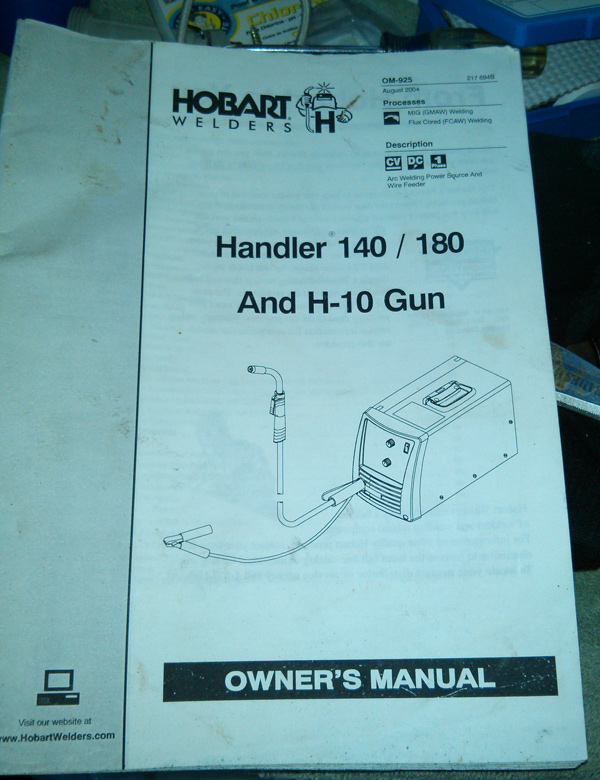 HOBART®
WELDERS
H
OM-925 217 694B
August 2004
Processes
MIG (GMAW) Welding
Flux Cored (FCAW) Welding
Description
CV DC 1
Arc Welding Power Source And
Wire Feeder
Handler® 140 / 180
And H-10 Gun
OWNER'S MANUAL
Visit our website at
www.HobartWelders.com